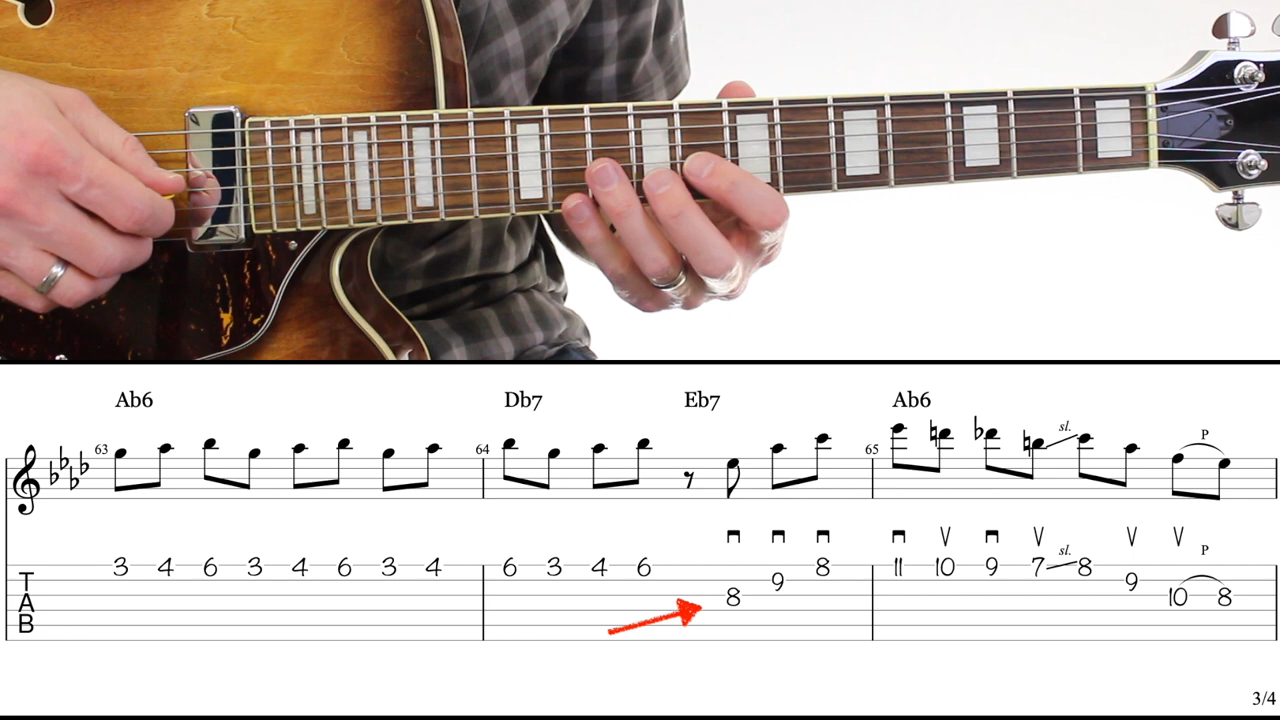 Ab6 Db7 Eb7 Ab6
63 64 65
sl. P
sl. P
3 4 6 3 4 6 3 4 6 3 4 6 8 9 8 11 10 9 7 8 9 10 8
T
A
B
3/4